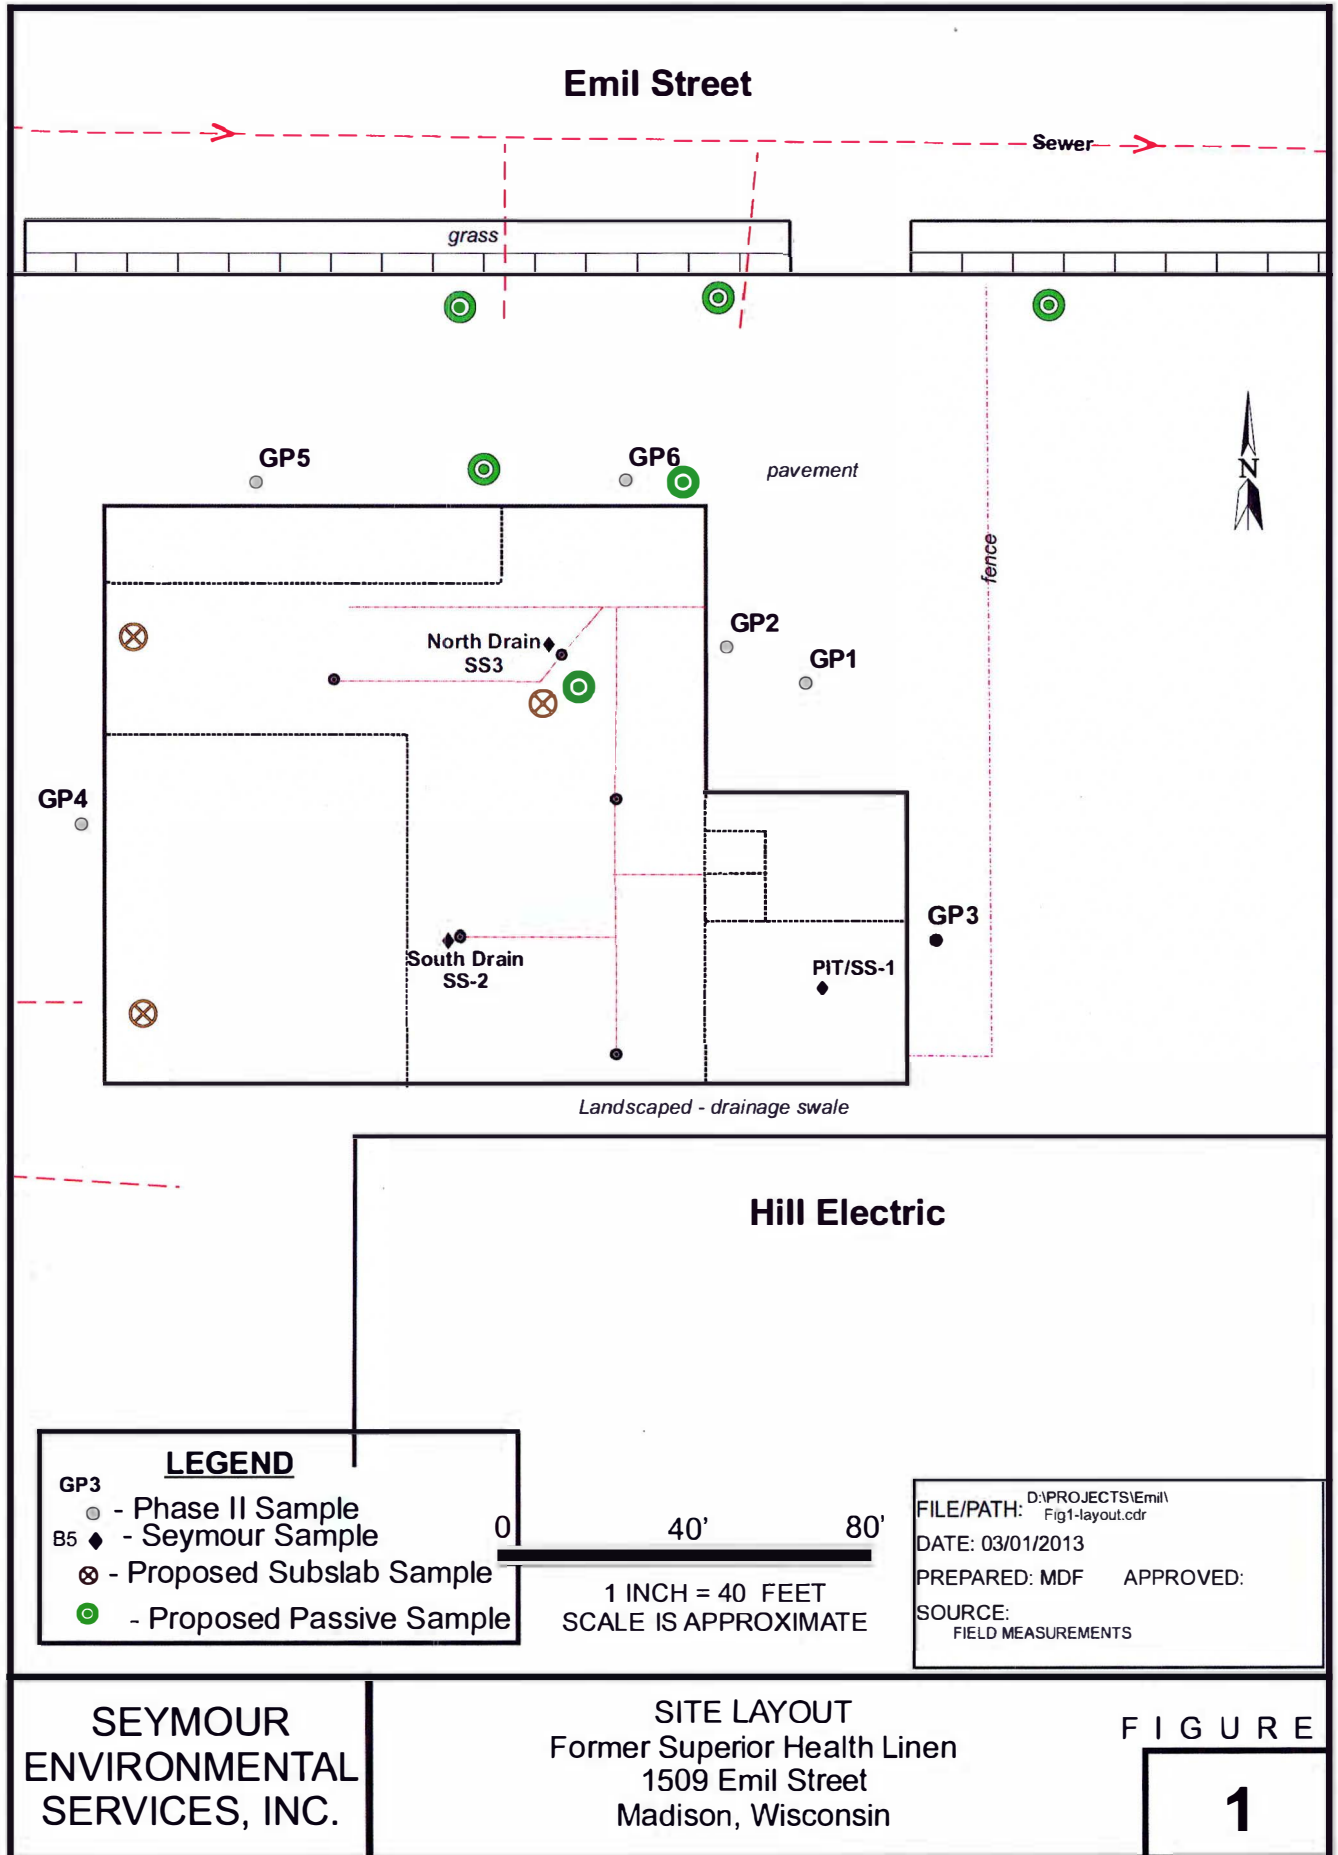 Emil Street
Sewer
grass
GP5
GP6
pavement
N
fence
North Drain
SS3
GP2
GP1
GP4
GP3
South Drain
SS-2
PIT/SS-1
Landscaped - drainage swale
Hill Electric
LEGEND
GP3
- Phase II Sample
B5 - Seymour Sample
- Proposed Subslab Sample
- Proposed Passive Sample
0 40' 80'
1 INCH = 40 FEET
SCALE IS APPROXIMATE
FILE/PATH: D:\PROJECTS\Emil\
Fig1-layout.cdr
DATE: 03/01/2013
PREPARED: MDF APPROVED:
SOURCE:
FIELD MEASUREMENTS
SEYMOUR
ENVIRONMENTAL
SERVICES, INC.
SITE LAYOUT
Former Superior Health Linen
1509 Emil Street
Madison, Wisconsin
FIGURE
1